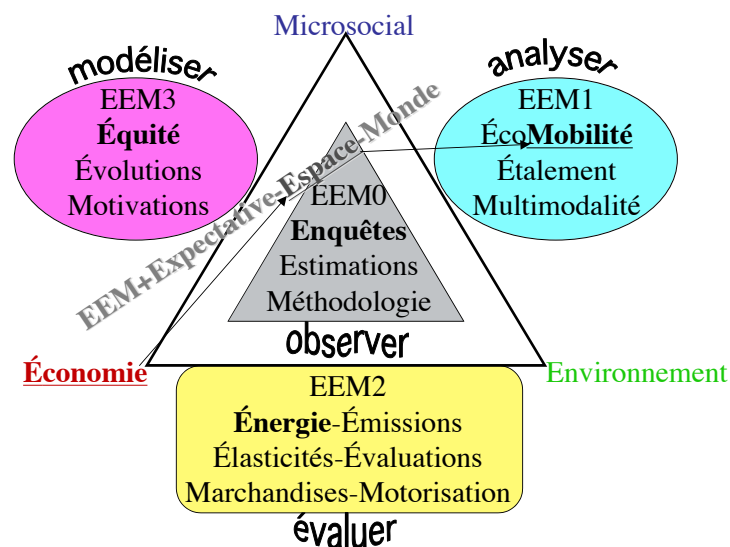 Microsocial
modéliser
EEM3
Équité
Évolutions
Motivations
analyser
EEM1
ÉcoMobilité
Étalement
Multimodalité
EEM+Expectative-Espace-Monde
EEM0
Enquêtes
Estimations
Méthodologie
observer
Économie
Environnement
EEM2
Énergie-Émissions
Élasticités-Évaluations
Marchandises-Motorisation
évaluer